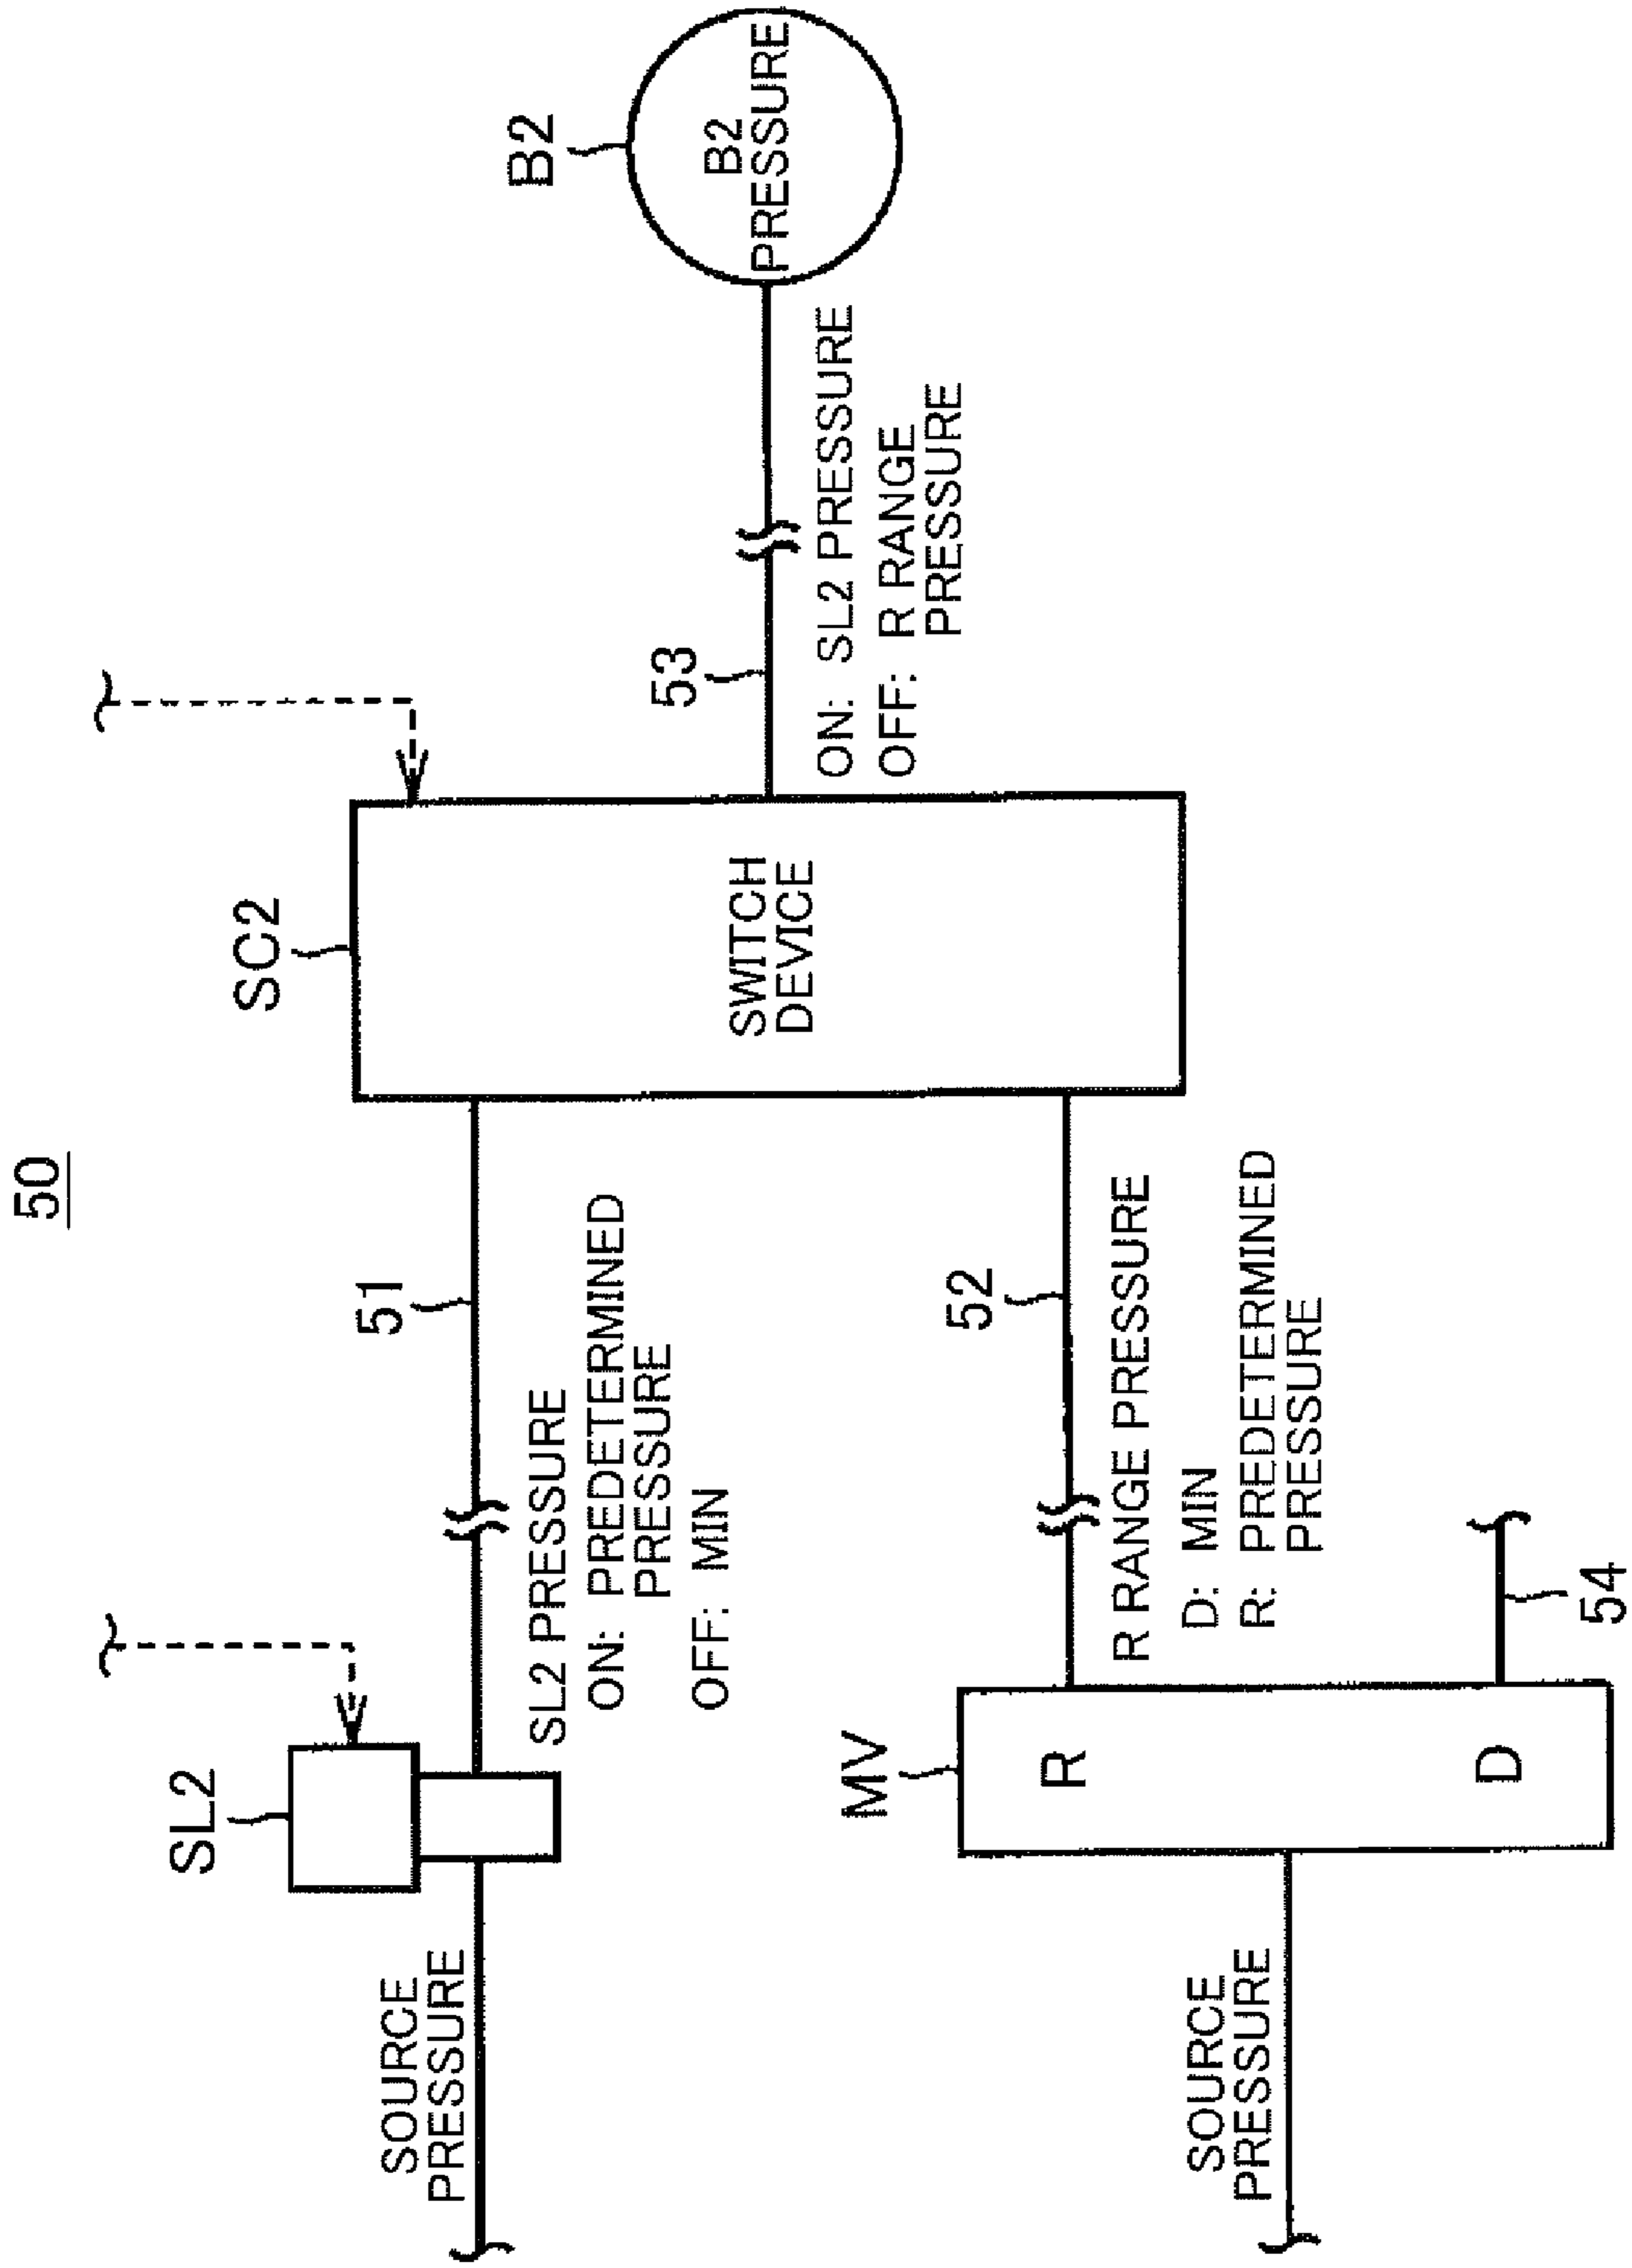 50
SL2
SOURCE
PRESSURE
SL2 PRESSURE
ON: PREDETERMINED
PRESSURE
OFF: MIN
51
SC2
SWITCH
DEVICE
53
ON: SL2 PRESSURE
OFF: R RANGE
PRESSURE
B2
B2
PRESSURE
MV
R
D
SOURCE
PRESSURE
52
R RANGE PRESSURE
D: MIN
R: PREDETERMINED
PRESSURE
54